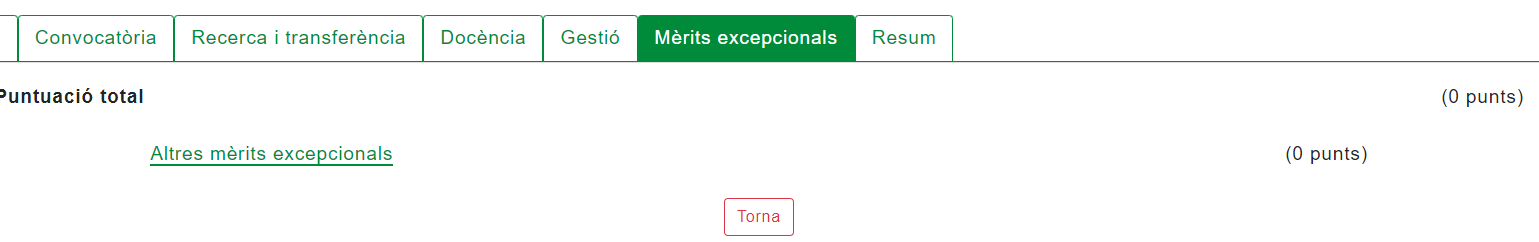 Convocatòria Recerca i transferència Docència Gestió Mèrits excepcionals Resum
Puntuació total (0 punts)
Altres mèrits excepcionals (0 punts)
Torna